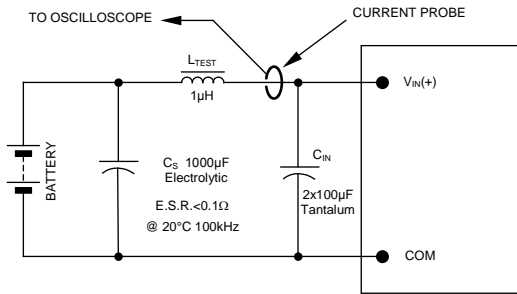 TO OSCILLOSCOPE
CURRENT PROBE
LTEST
1µH
VIN(+)
BATTERY
CS 1000µF
Electrolytic
E.S.R.<0.1Ω
@ 20°C 100kHz
CIN
2x100µF
Tantalum
COM